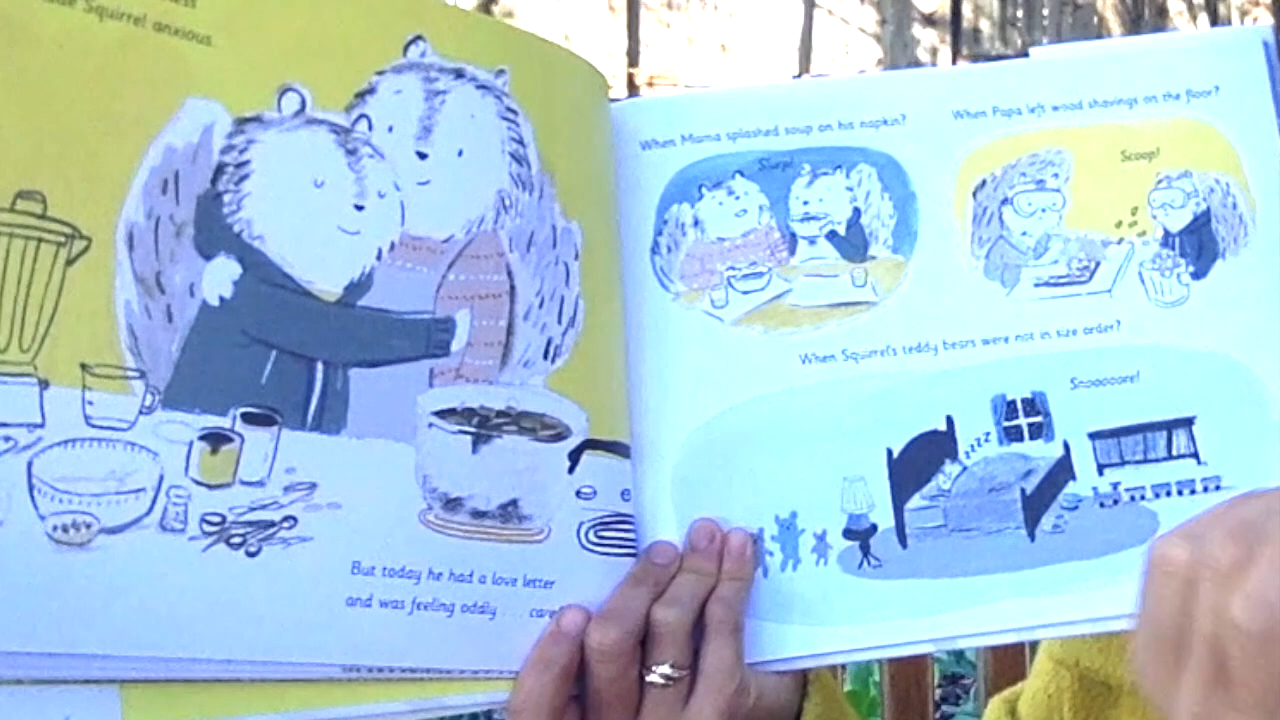 Squirrel anxious.
But today he had a love letter
and was feeling oddly . . .
When Mama splashed soup on his napkin?
Slurp!
When Papa left wood shavings on the floor?
Scoop!
When Squirrel's teddy bears were not in size order?
Snooooore!
zzzz